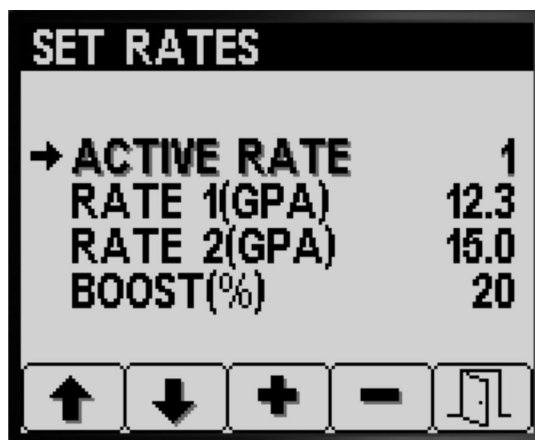 SET RATES
➔ ACTIVE RATE 1
RATE 1(GPA) 12.3
RATE 2(GPA) 15.0
BOOST(%) 20